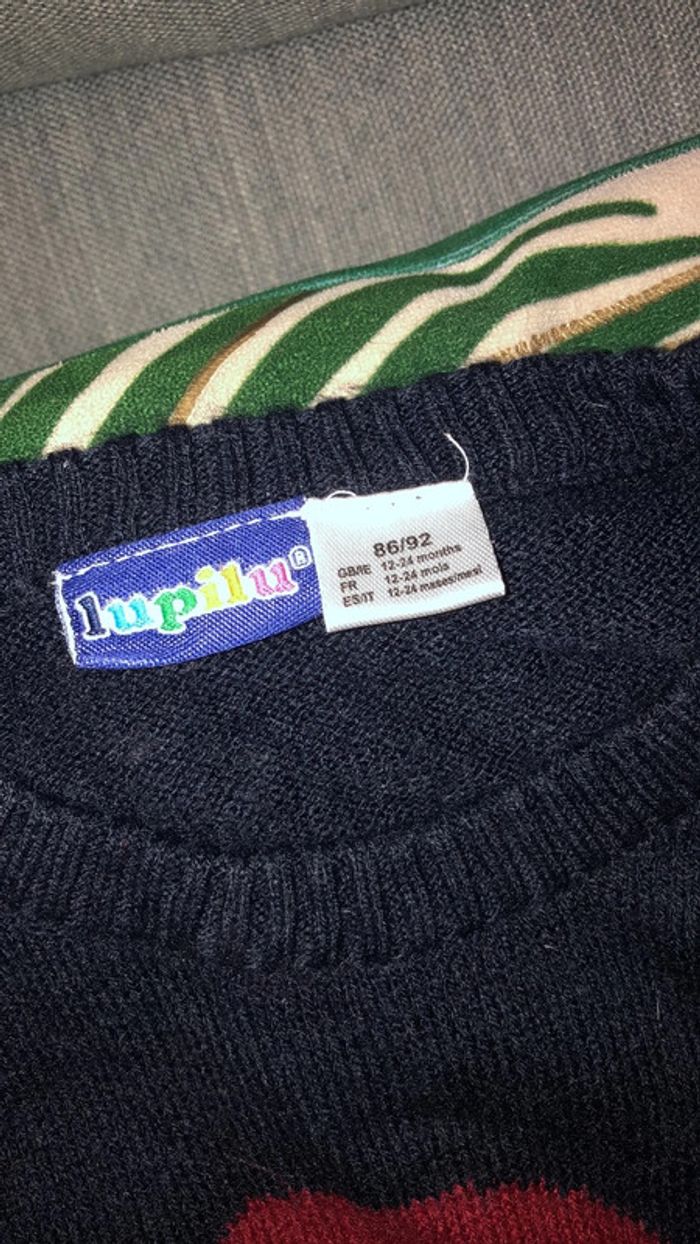 lupilu®
86/92
GB/IE 12-24 months
FR 12-24 mois
ES/IT 12-24 meses/mesi